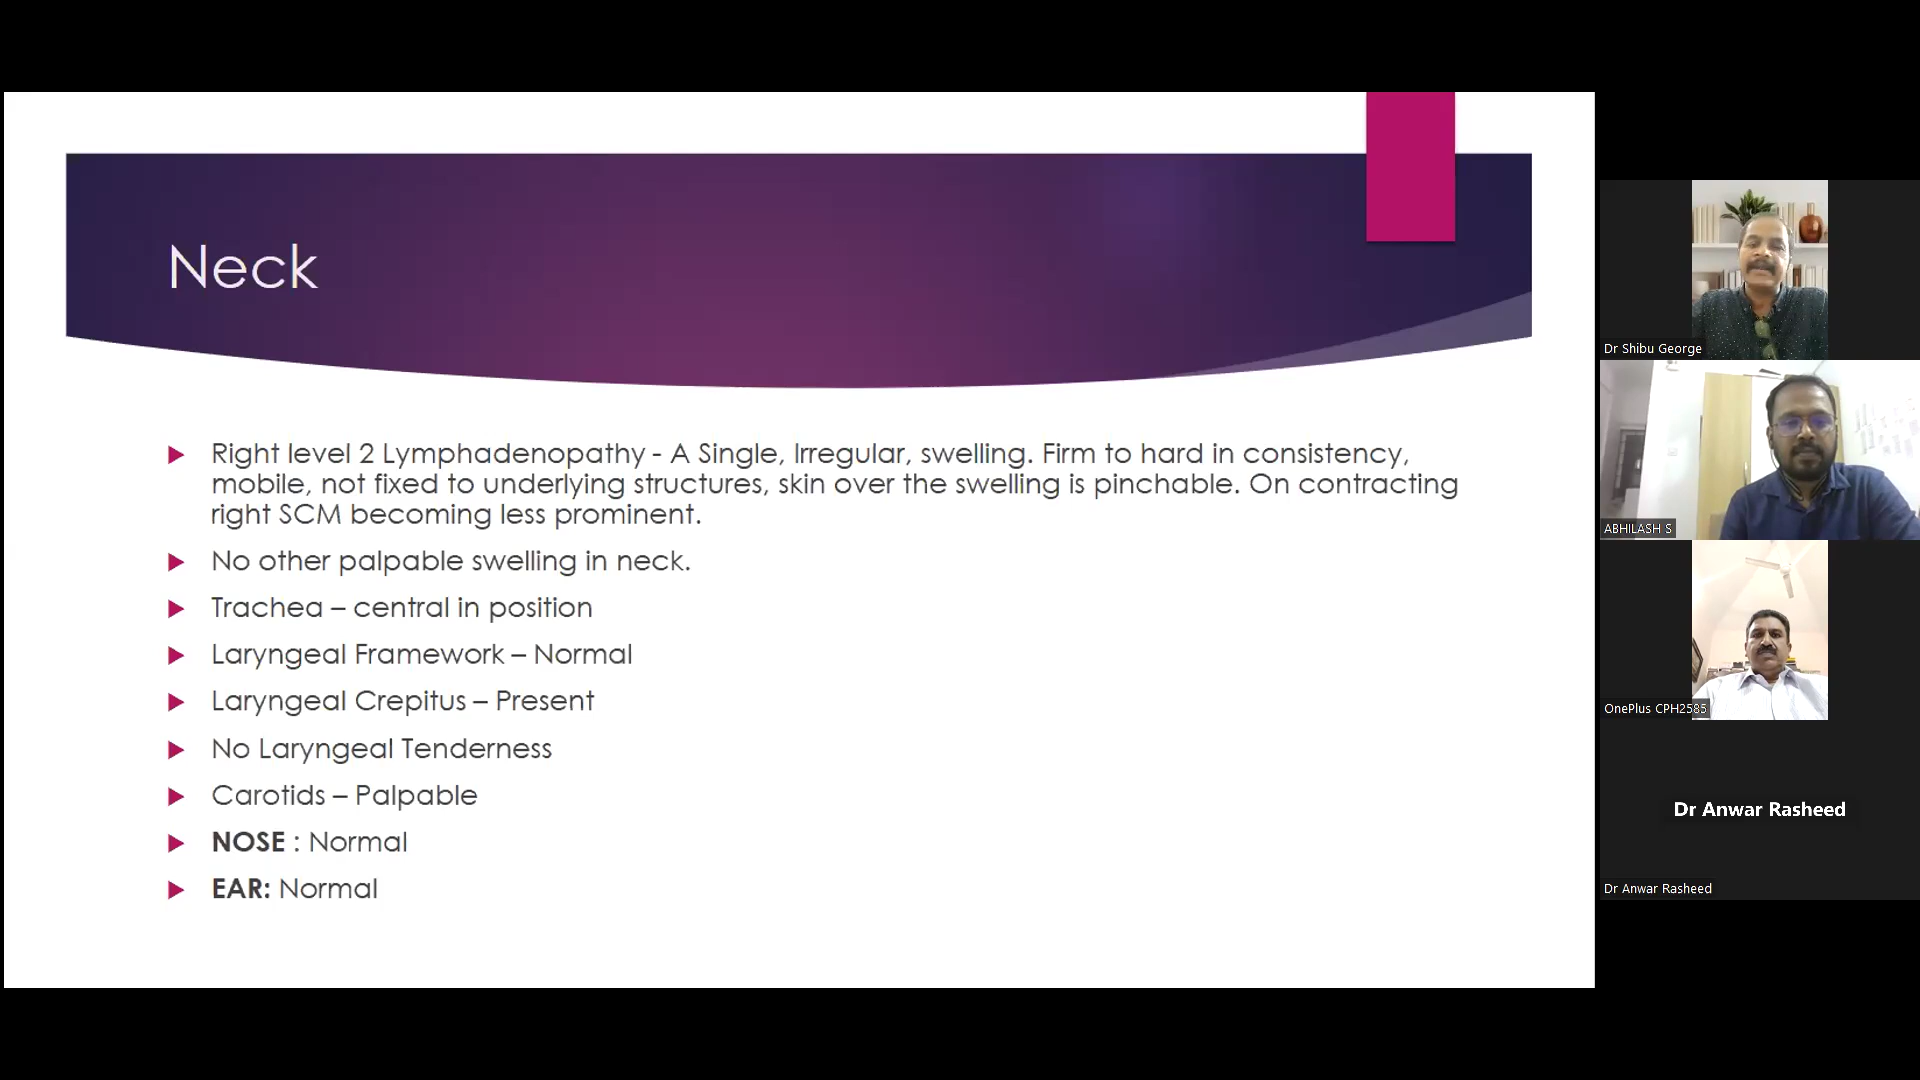 Neck
Right level 2 Lymphadenopathy - A Single, Irregular, swelling. Firm to hard in consistency,
mobile, not fixed to underlying structures, skin over the swelling is pinchable. On contracting
right SCM becoming less prominent.
No other palpable swelling in neck.
Trachea – central in position
Laryngeal Framework – Normal
Laryngeal Crepitus – Present
No Laryngeal Tenderness
Carotids – Palpable
NOSE : Normal
EAR: Normal
Dr Shibu George
ABHILASH S
OnePlus CPH2585
Dr Anwar Rasheed
Dr Anwar Rasheed